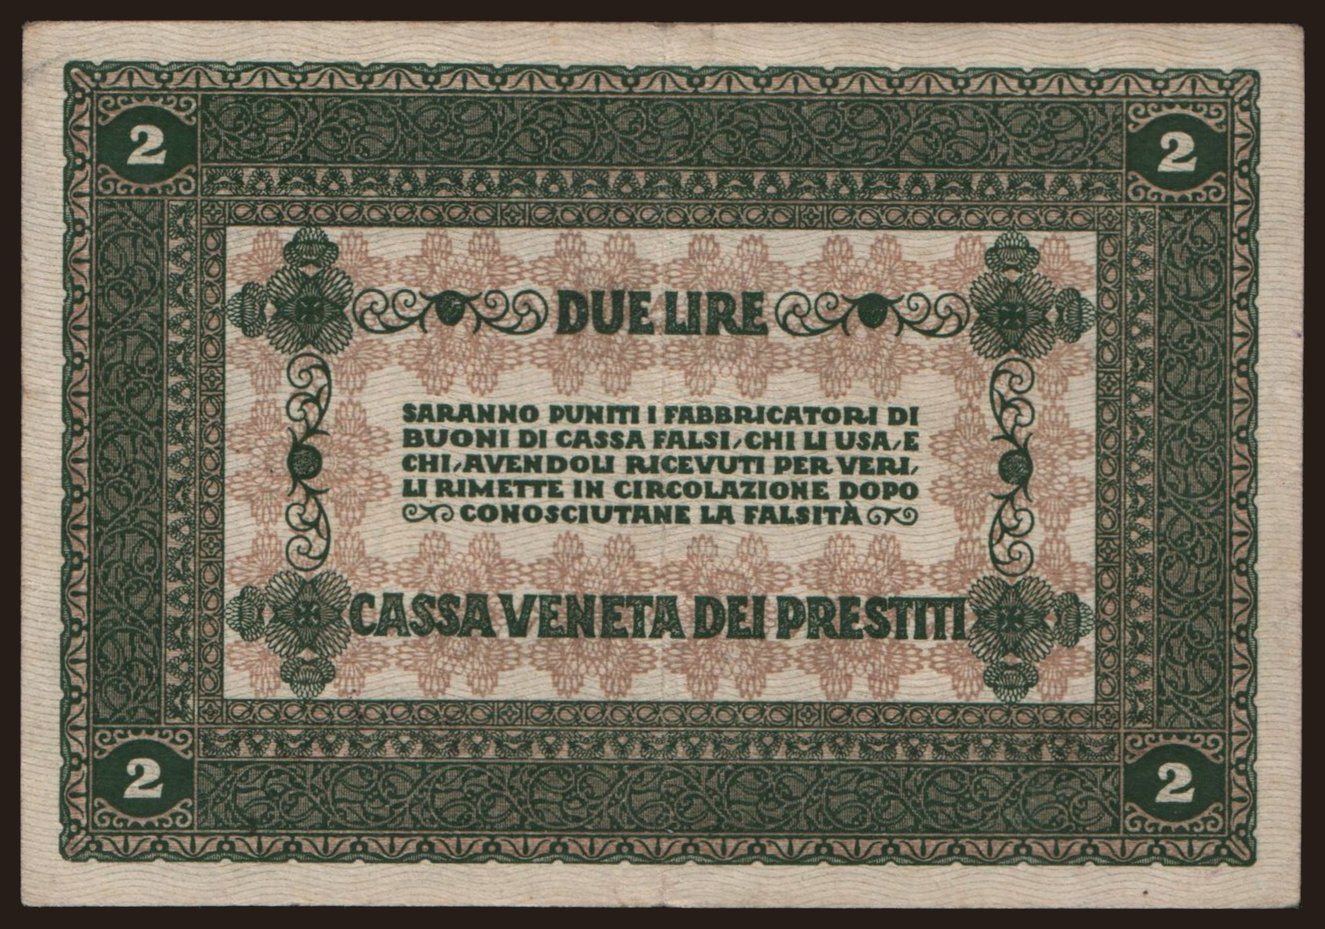 2 2
DUE LIRE
SARANNO PUNITI I FABBRICATORI DI
BUONI DI CASSA FALSI, CHI LI USA, E
CHI, AVENDOLI RICEVUTI PER VERI,
LI RIMETTE IN CIRCOLAZIONE DOPO
CONOSCIUTANE LA FALSITÀ
CASSA VENETA DEI PRESTITI
2 2